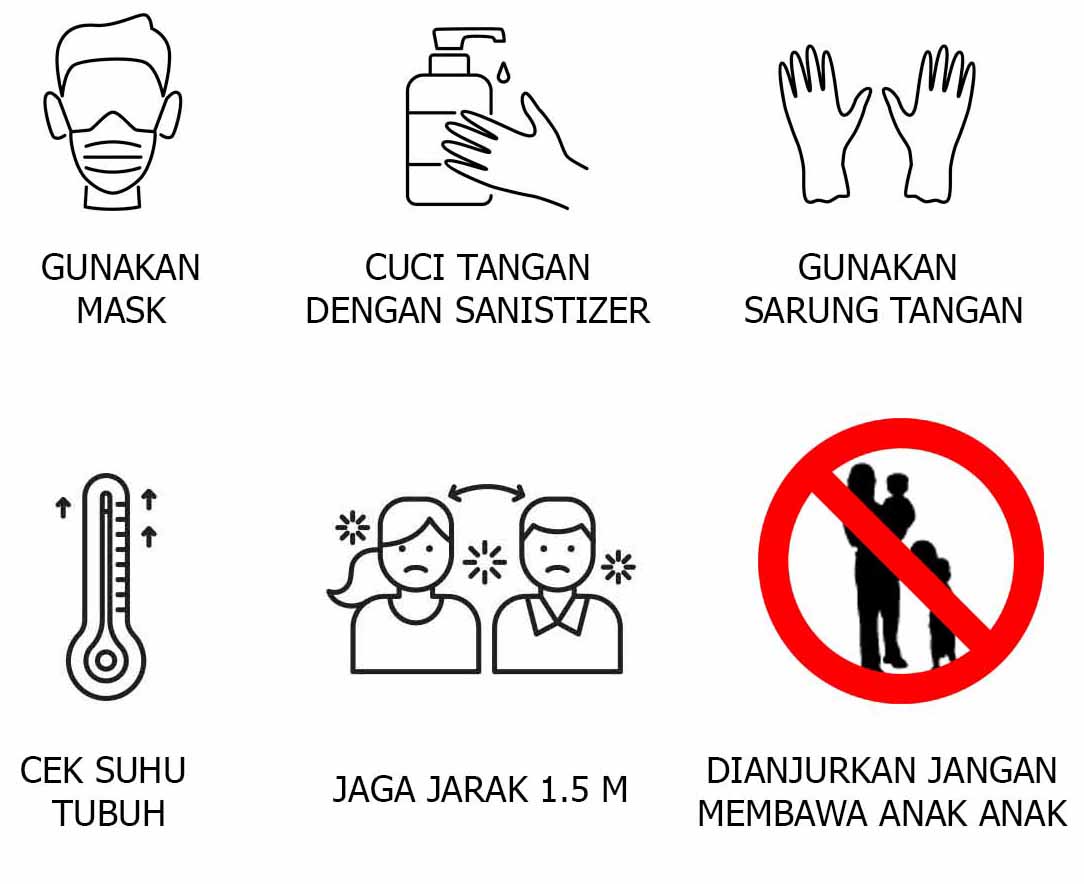 GUNAKAN
MASK
CUCI TANGAN
DENGAN SANISTIZER
GUNAKAN
SARUNG TANGAN
CEK SUHU
TUBUH
JAGA JARAK 1.5 M
DIANJURKAN JANGAN
MEMBAWA ANAK ANAK